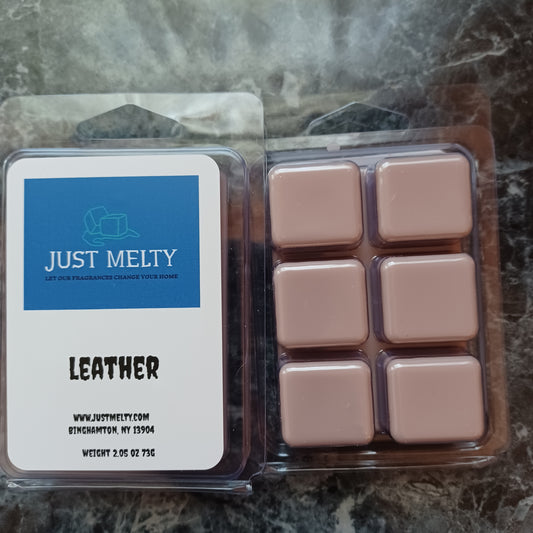 JUST MELTY
LET OUR FRAGRANCES CHANGE YOUR HOME
LEATHER
WWW.JUSTMELTY.COM
BINGHAMTON, NY 13904
WEIGHT 2.05 OZ 73G